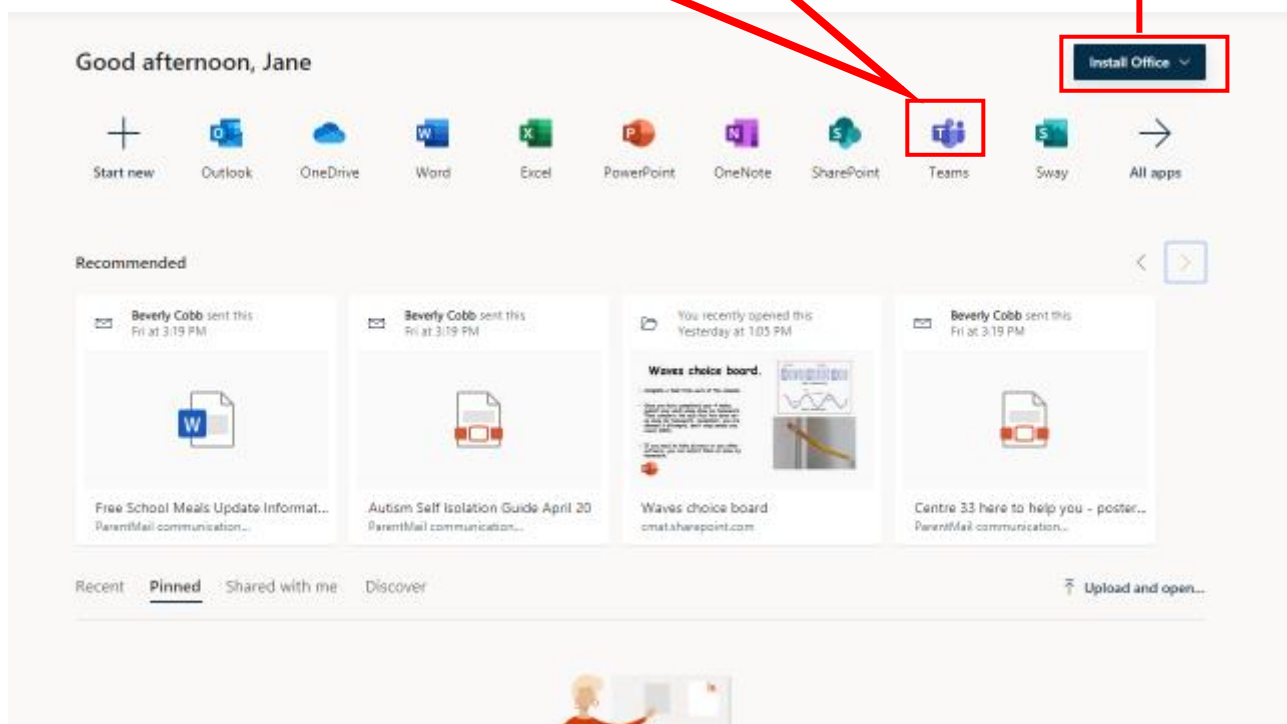 Good afternoon, Jane
Install Office
Start new
Outlook
OneDrive
Word
Excel
PowerPoint
OneNote
SharePoint
Teams
Sway
All apps
Recommended
Beverly Cobb sent this
Fri at 3:19 PM
Beverly Cobb sent this
Fri at 3:19 PM
You recently opened this
Yesterday at 1:05 PM
Beverly Cobb sent this
Fri at 3:19 PM
Waves choice board.
Free School Meals Update Informat...
ParentMail communication...
Autism Self Isolation Guide April 20
ParentMail communication...
Waves choice board
cmat.sharepoint.com
Centre 33 here to help you - poster...
ParentMail communication...
Recent Pinned Shared with me Discover
Upload and open...